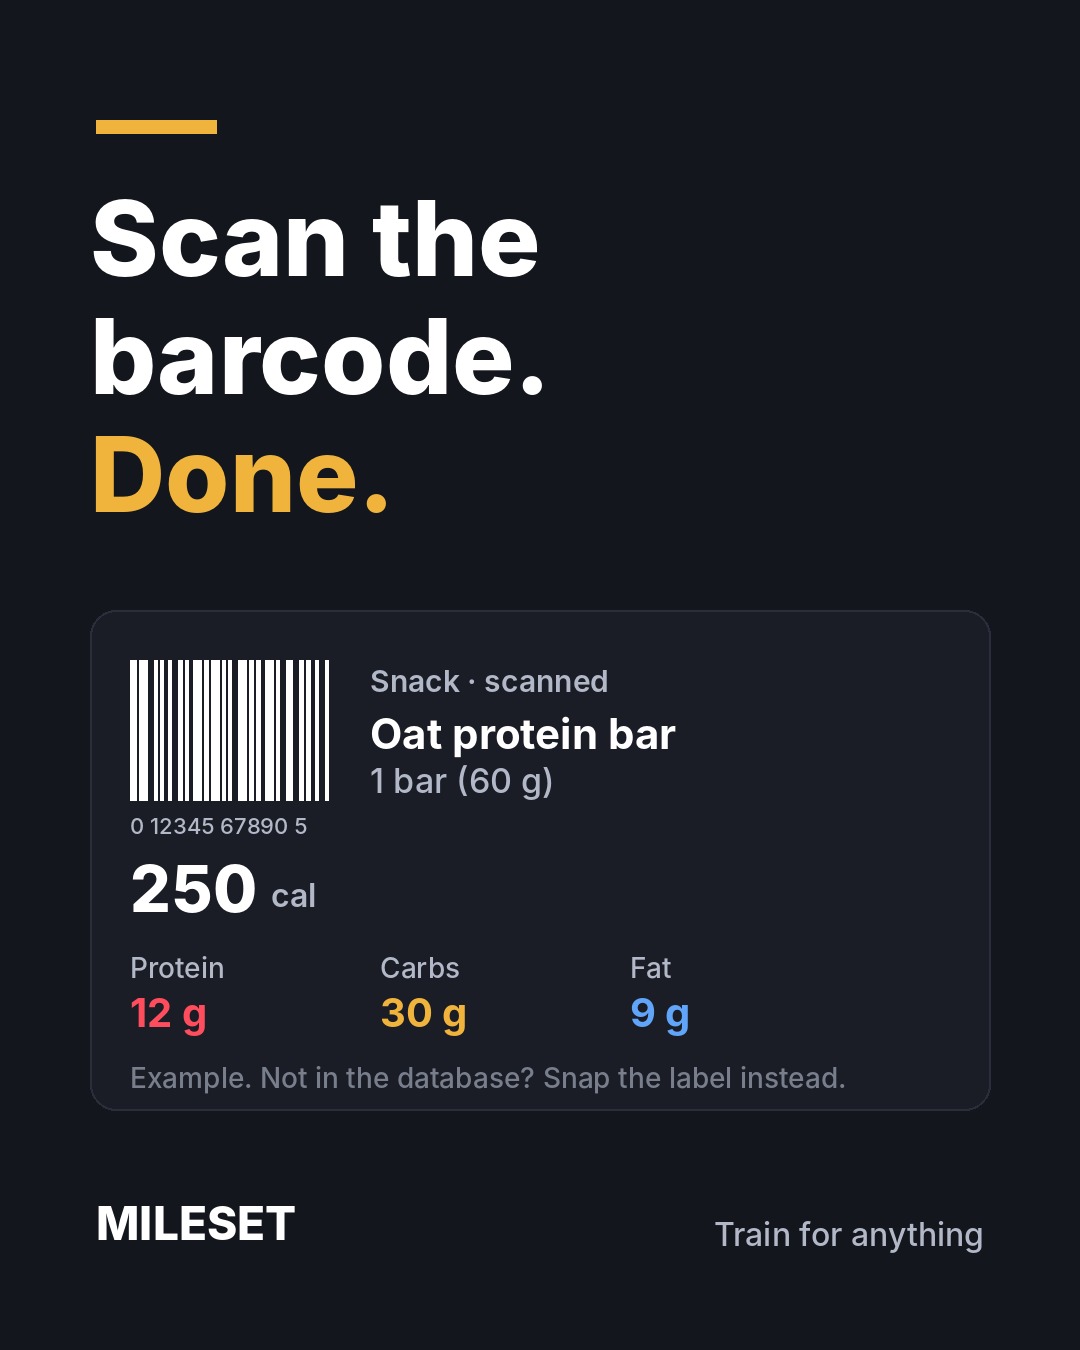 Scan the
barcode.
Done.
Snack · scanned
Oat protein bar
1 bar (60 g)
0 12345 67890 5
250 cal
Protein Carbs Fat
12 g 30 g 9 g
Example. Not in the database? Snap the label instead.
MILESET
Train for anything